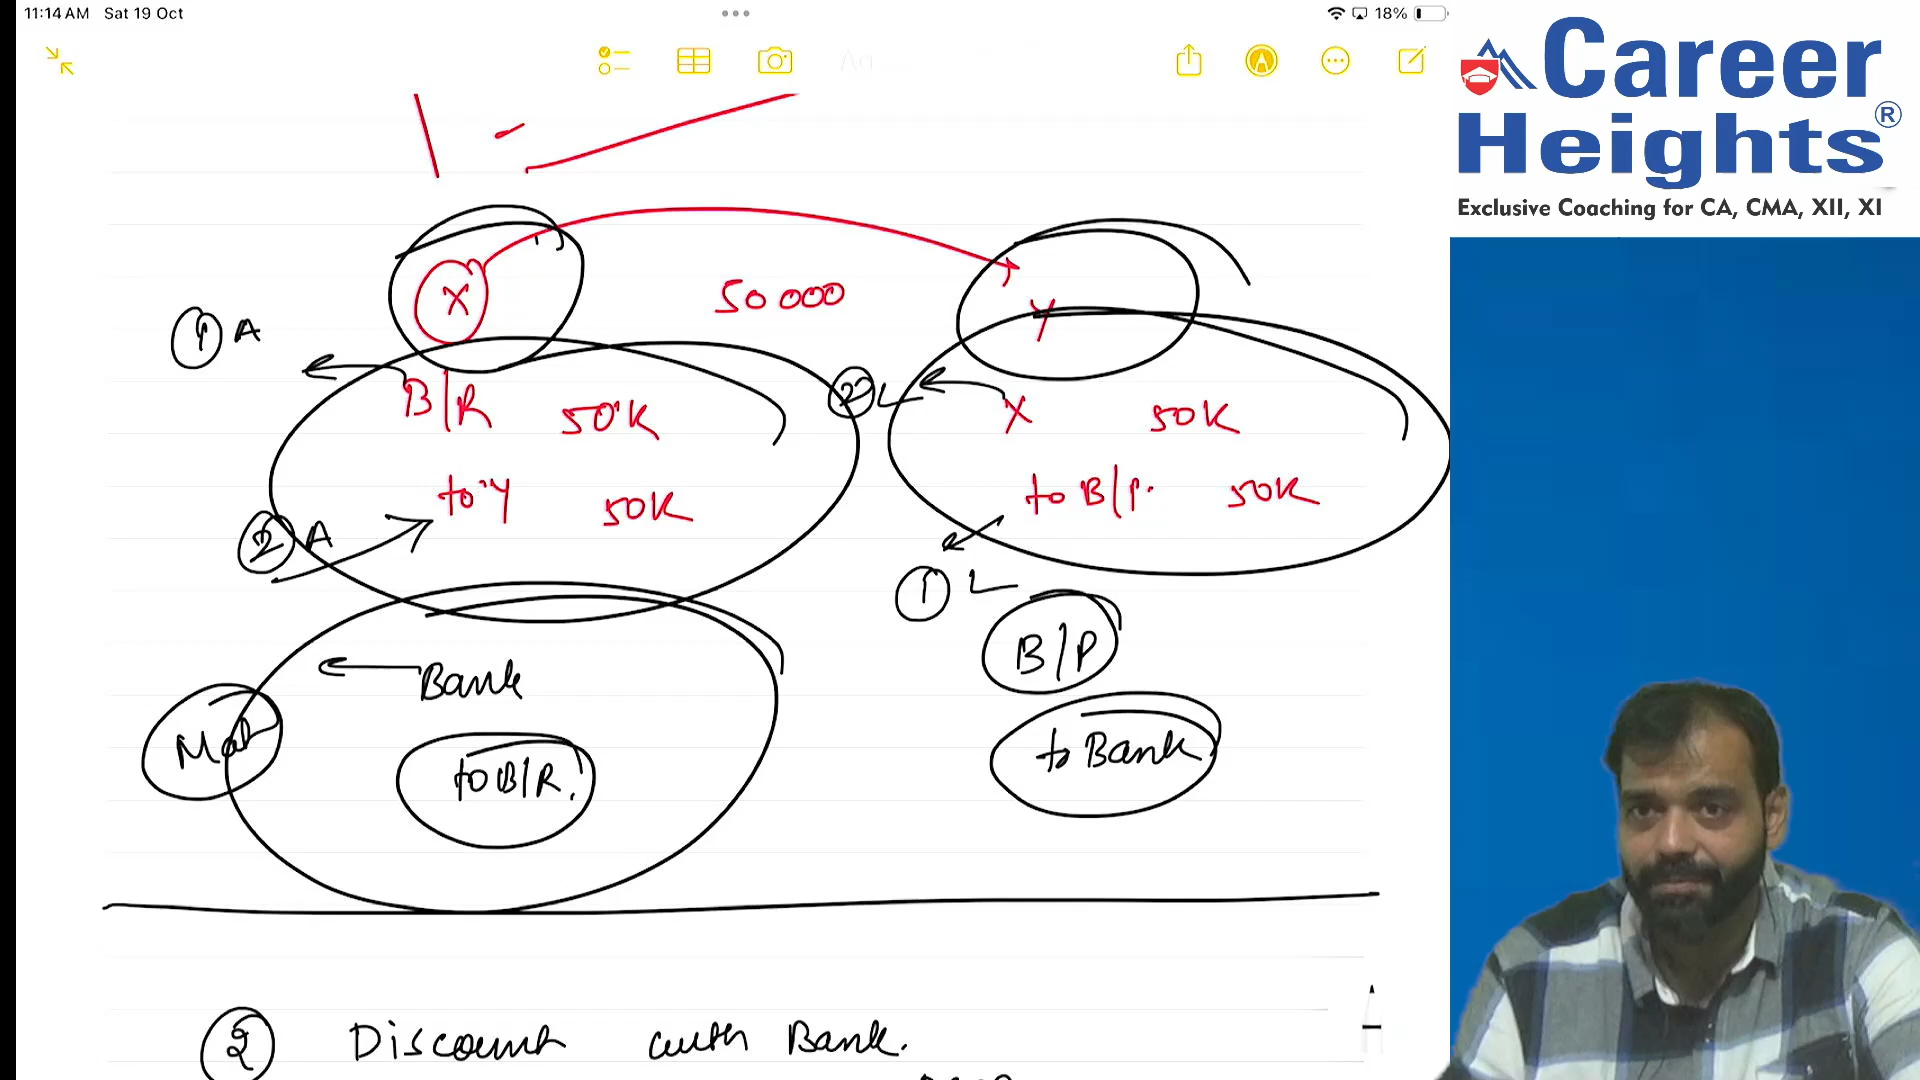 11:14 AM Sat 19 Oct
18%
Career
Heights®
Exclusive Coaching for CA, CMA, XII, XI
X 50000 Y
① A
B/R 50K
② L X 50K
to Y 50K
to B/P. 50K
② A
① L
B/P
Bank
Mat
to B/R.
to Bank
② Discount with Bank.